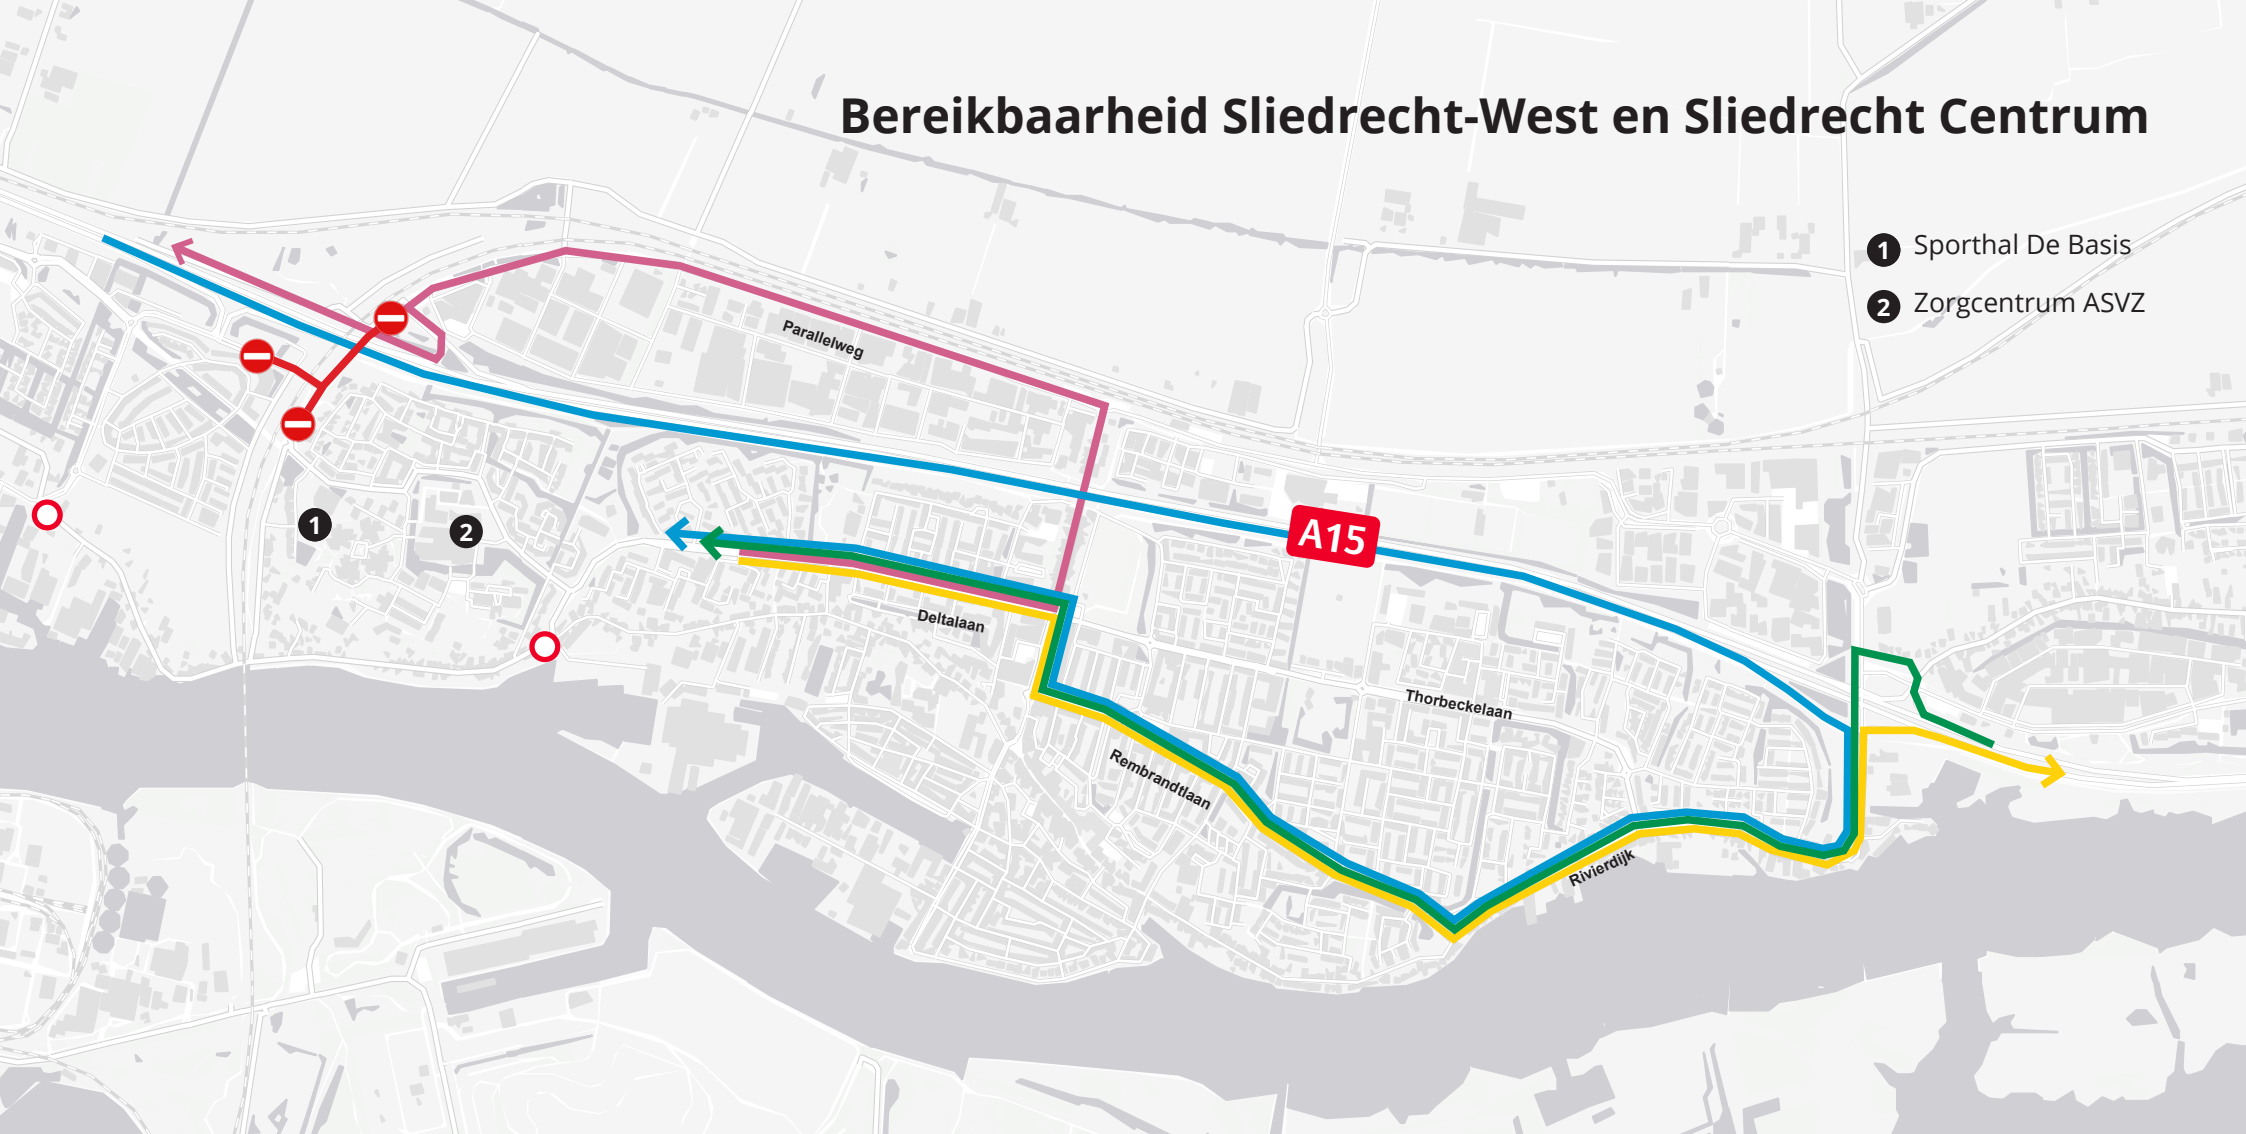 Bereikbaarheid Sliedrecht-West en Sliedrecht Centrum
1 Sporthal De Basis
2 Zorgcentrum ASVZ
Parallelweg
1
2
A15
Deltalaan
Thorbeckelaan
Rembrandtlaan
Rivierdijk